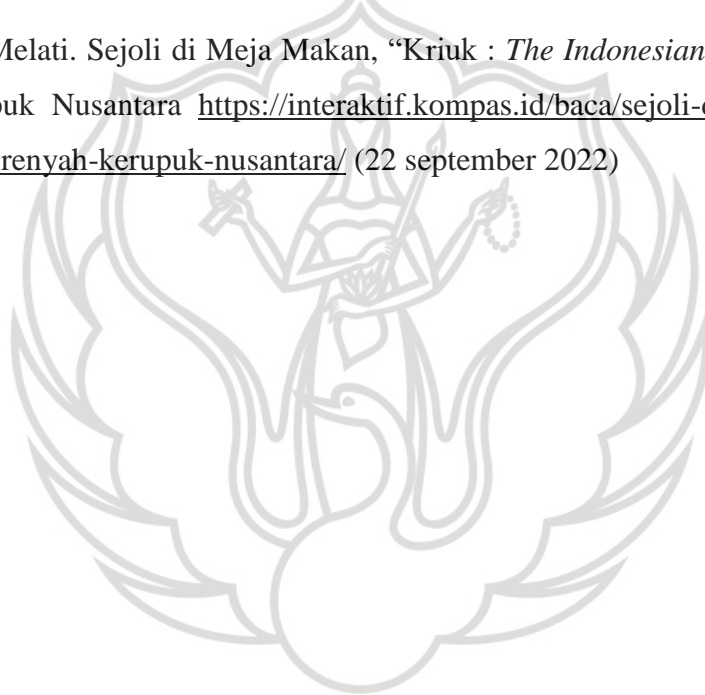 Melati. Sejoli di Meja Makan, “Kriuk : The Indonesian
puk Nusantara https://interaktif.kompas.id/baca/sejoli-
renyah-kerupuk-nusantara/ (22 september 2022)